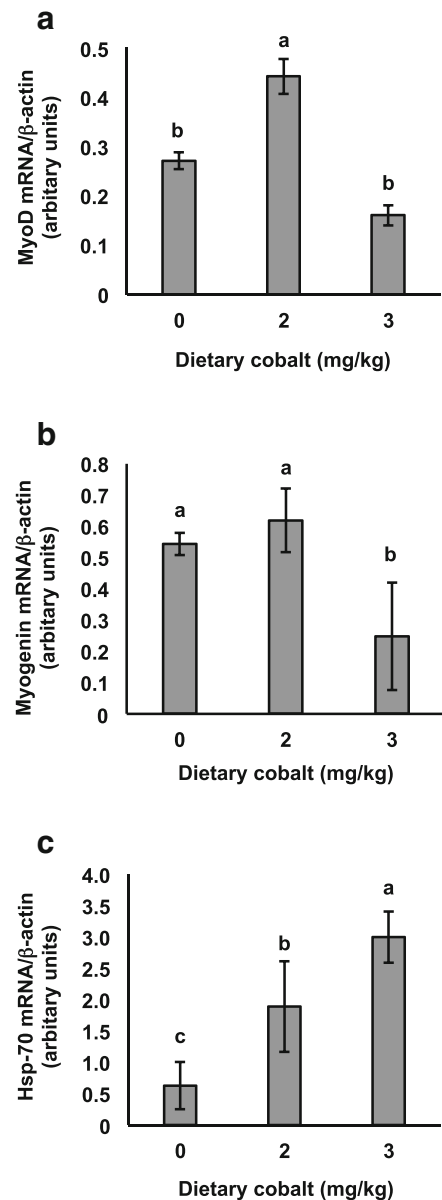 a
MyoD mRNA/β-actin
(arbitary units)
0.5
0.4
0.3
0.2
0.1
0
b
a
b
0 2 3
Dietary cobalt (mg/kg)
b
Myogenin mRNA/β-actin
(arbitary units)
0.8
0.7
0.6
0.5
0.4
0.3
0.2
0.1
0
a
a
b
0 2 3
Dietary cobalt (mg/kg)
c
Hsp-70 mRNA/β-actin
(arbitary units)
4.0
3.5
3.0
2.5
2.0
1.5
1.0
0.5
0.0
c
b
a
0 2 3
Dietary cobalt (mg/kg)